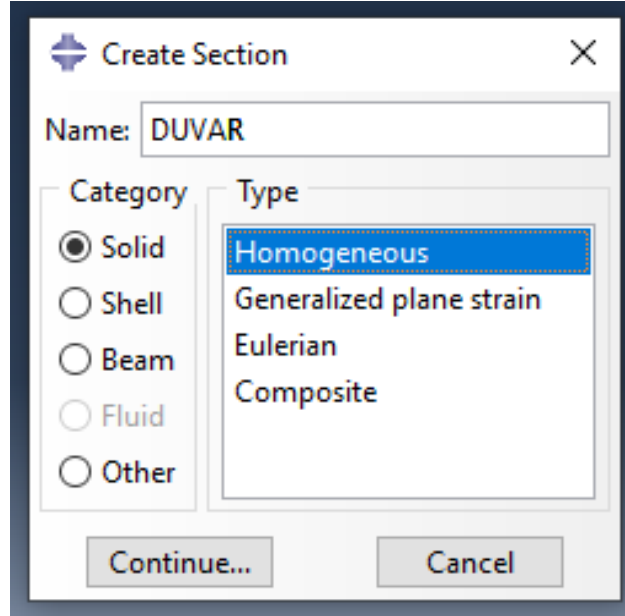 Create Section
Name: DUVAR
Category
Type
Solid
Homogeneous
Shell
Generalized plane strain
Beam
Eulerian
Fluid
Composite
Other
Continue...
Cancel